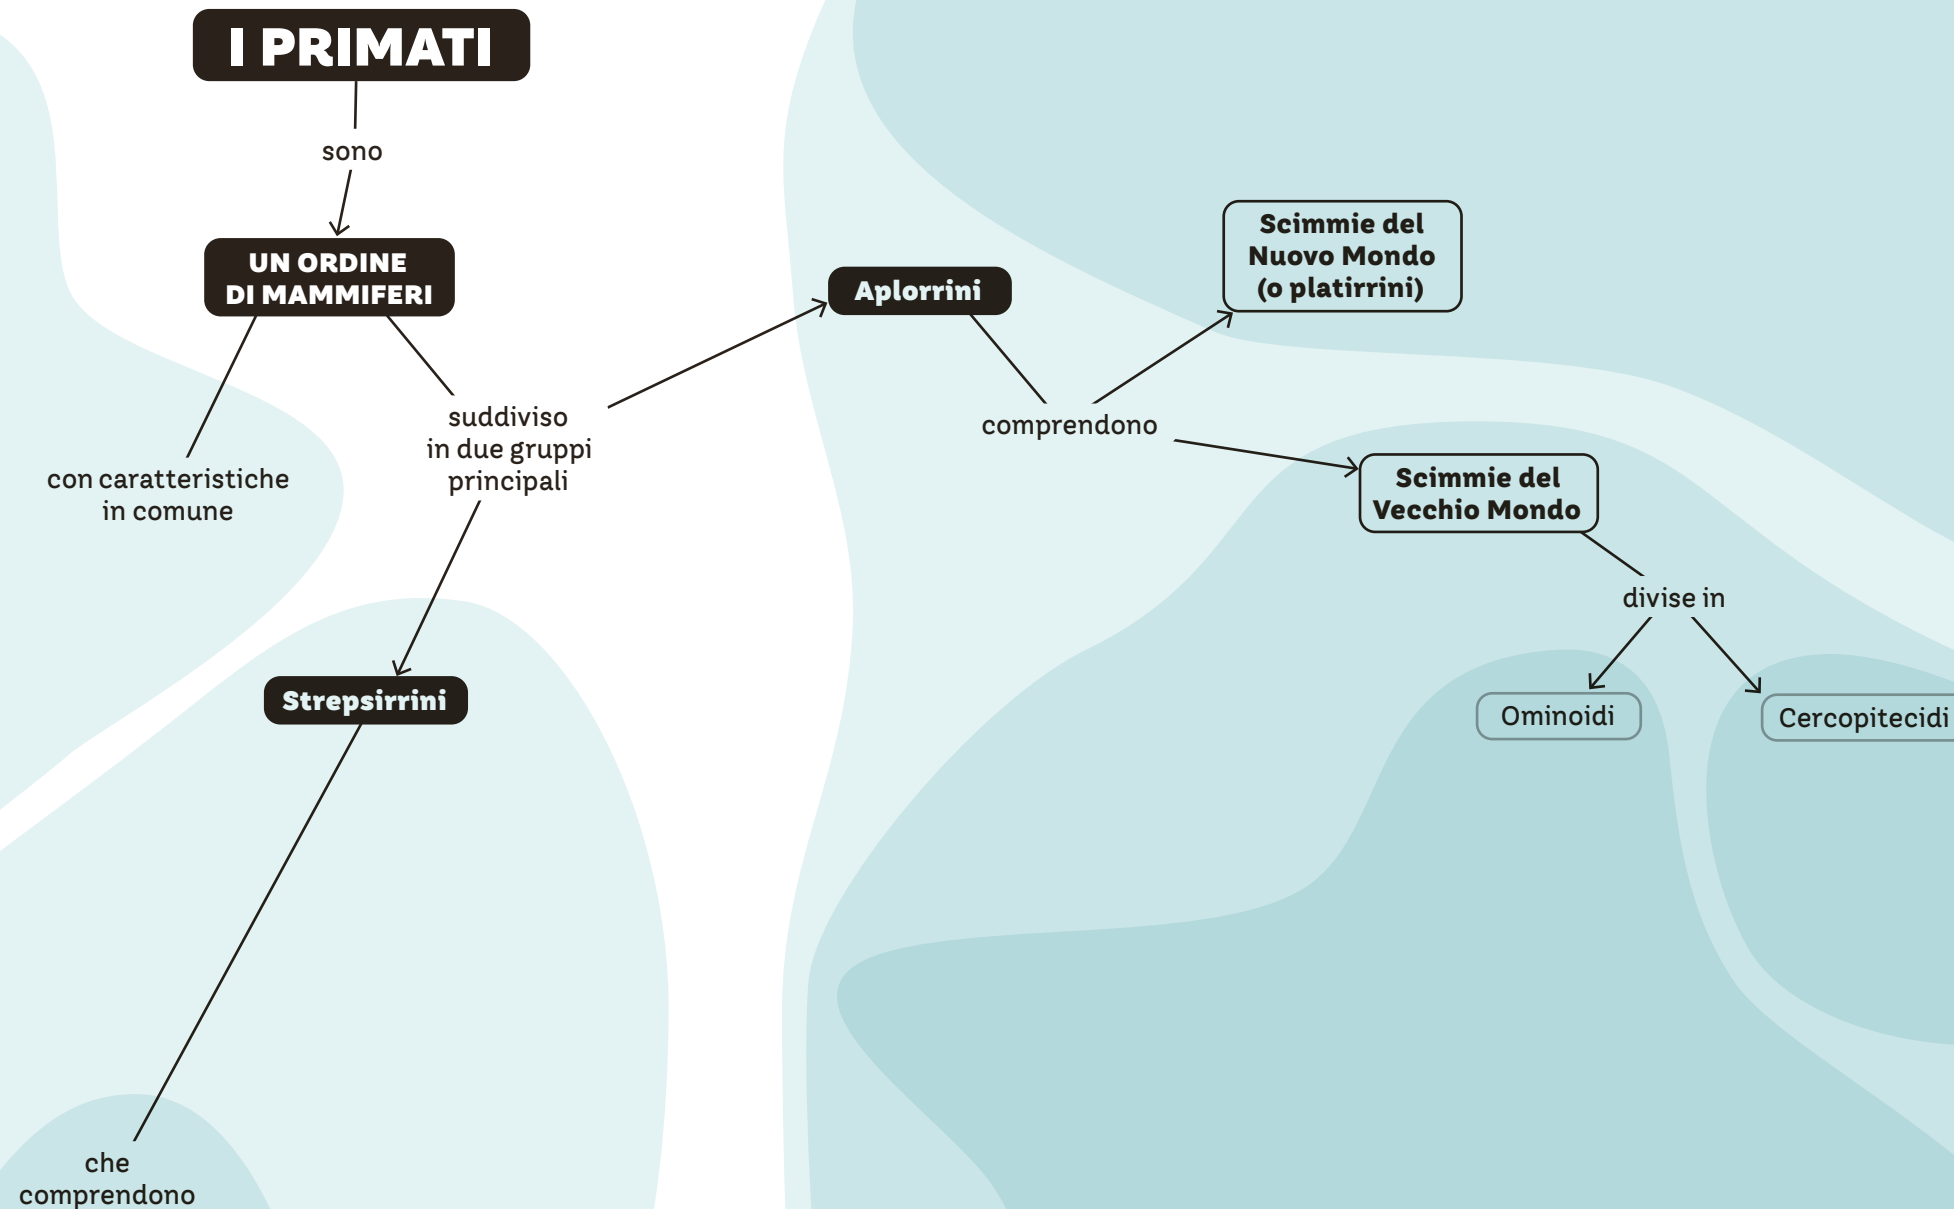 I PRIMATI
sono
UN ORDINE
DI MAMMIFERI
con caratteristiche
in comune
suddiviso
in due gruppi
principali
Strepsirrini
che
comprendono
Aplorrini
comprendono
Scimmie del
Nuovo Mondo
(o platirrini)
Scimmie del
Vecchio Mondo
divise in
Ominoidi
Cercopitecidi